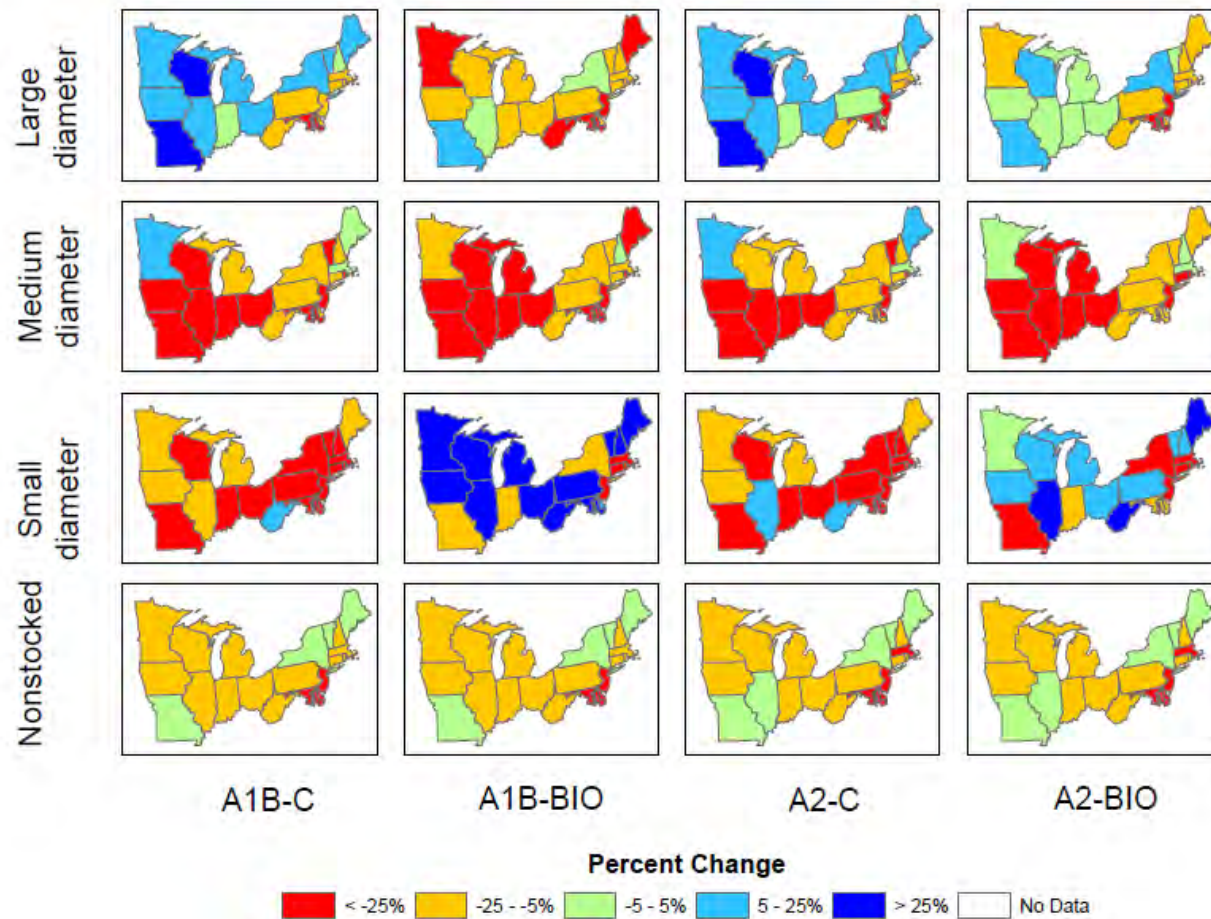 Large
diameter
Medium
diameter
Small
diameter
Nonstocked
A1B-C A1B-BIO A2-C A2-BIO
Percent Change
< -25% -25 - -5% -5 - 5% 5 - 25% > 25% No Data